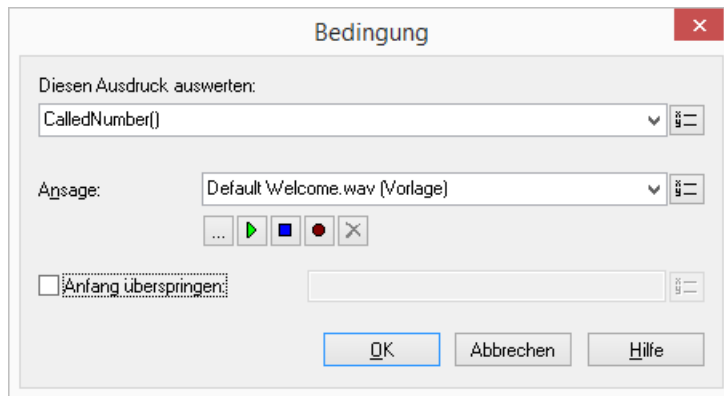 Bedingung
Diesen Ausdruck auswerten:
CalledNumber()
Ansage:
Default Welcome.wav (Vorlage)
...
Anfang überspringen:
OK
Abbrechen
Hilfe